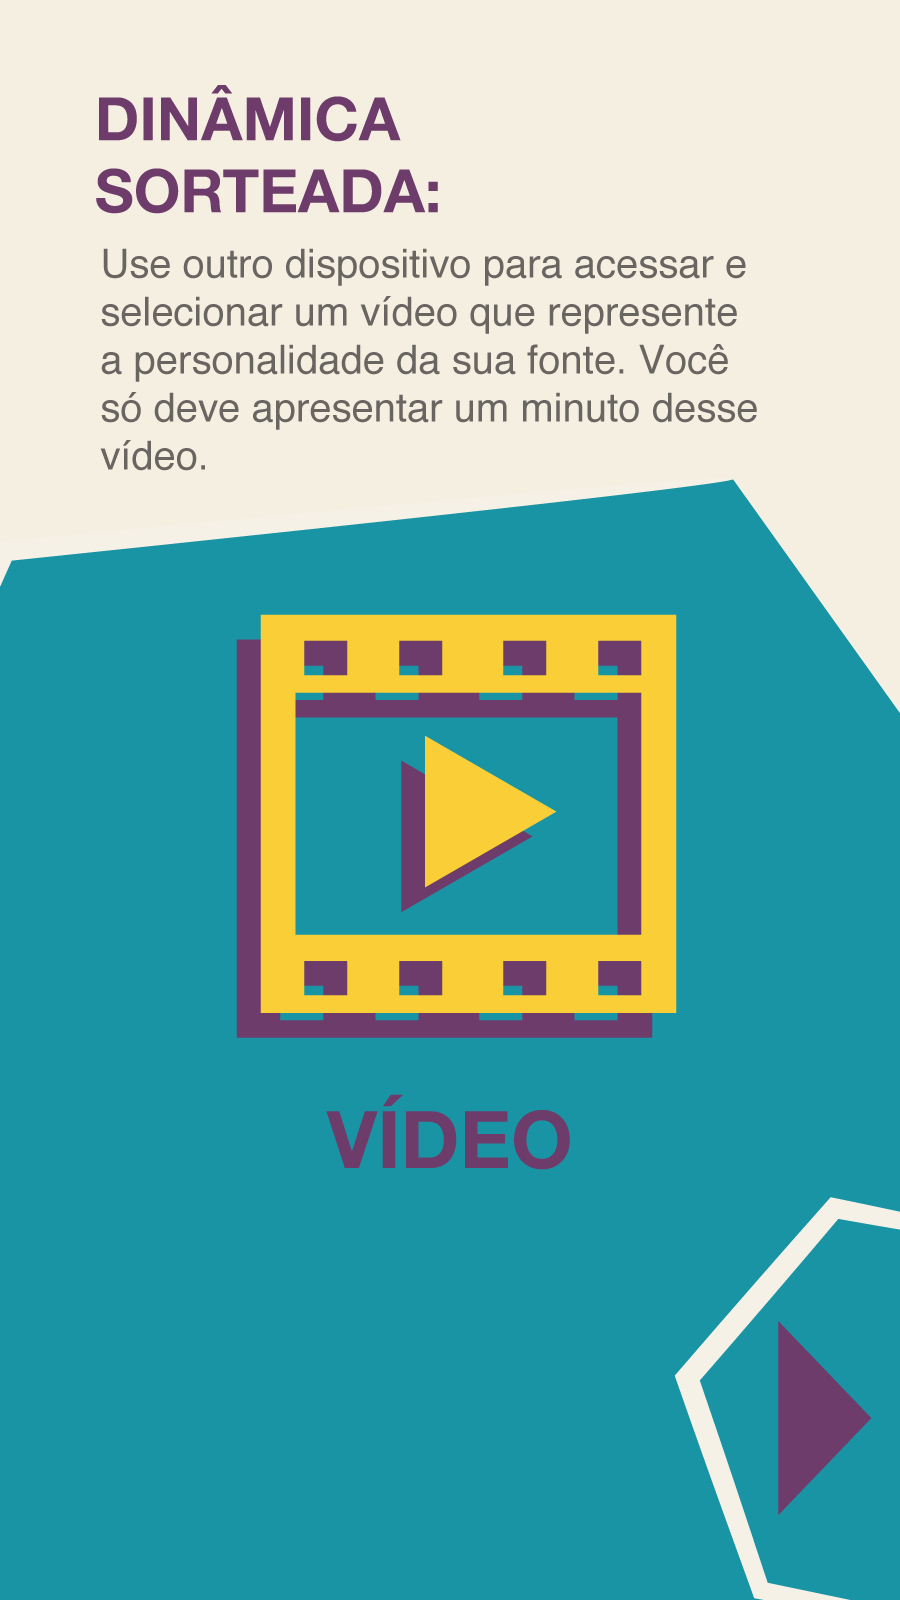 DINÂMICA
SORTEADA:
Use outro dispositivo para acessar e
selecionar um vídeo que represente
a personalidade da sua fonte. Você
só deve apresentar um minuto desse
vídeo.
VÍDEO